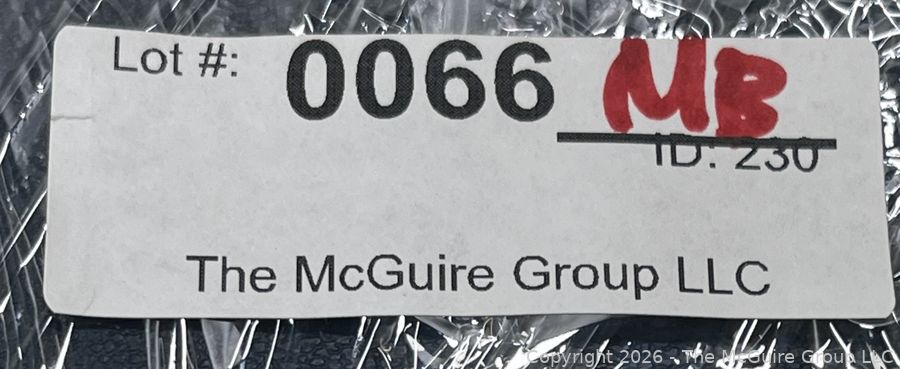 Lot #: 0066 MB
ID: 230
The McGuire Group LLC
Copyright 2026 - The McGuire Group LLC